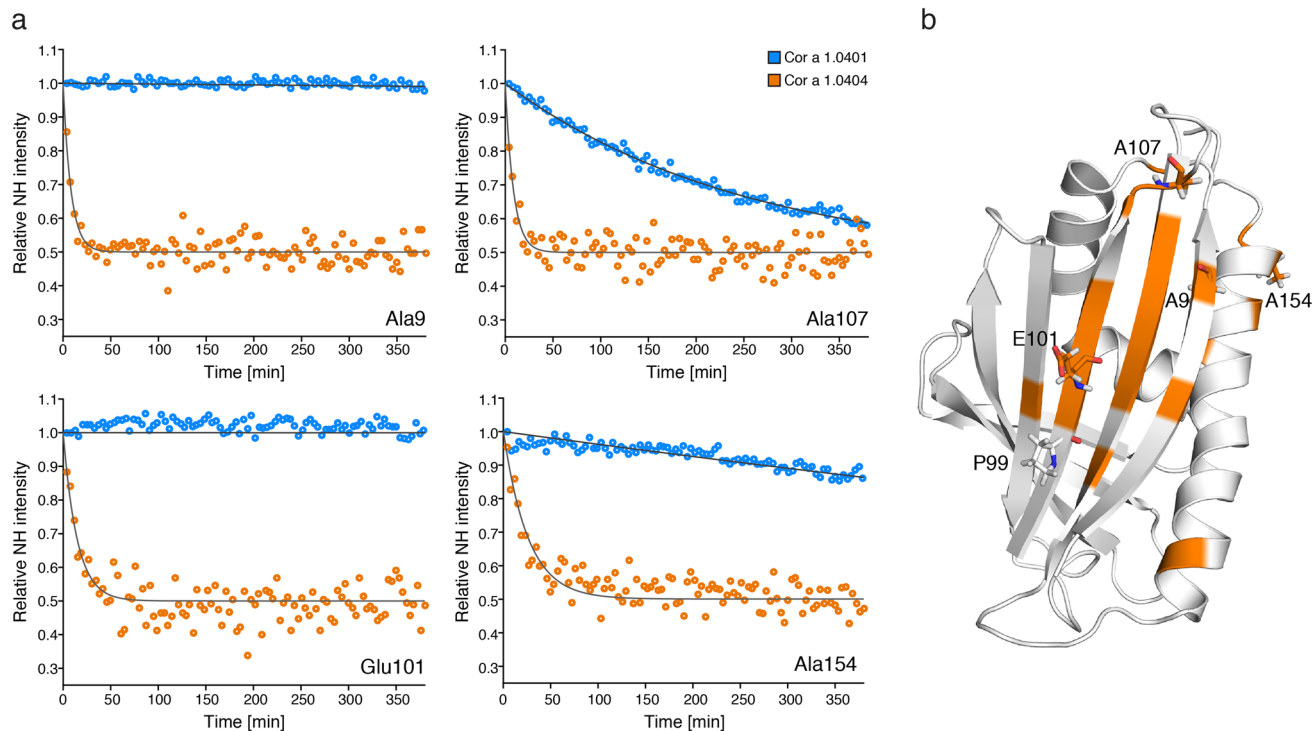 a
b
1.1
1.0
0.9
0.8
0.7
0.6
0.5
0.4
0.3
Relative NH intensity
0 50 100 150 200 250 300 350
Time [min]
Ala9
1.1
1.0
0.9
0.8
0.7
0.6
0.5
0.4
0.3
Relative NH intensity
0 50 100 150 200 250 300 350
Time [min]
Cor a 1.0401
Cor a 1.0404
Ala107
1.1
1.0
0.9
0.8
0.7
0.6
0.5
0.4
0.3
Relative NH intensity
0 50 100 150 200 250 300 350
Time [min]
Glu101
1.1
1.0
0.9
0.8
0.7
0.6
0.5
0.4
0.3
Relative NH intensity
0 50 100 150 200 250 300 350
Time [min]
Ala154
A107
A9
A154
E101
P99